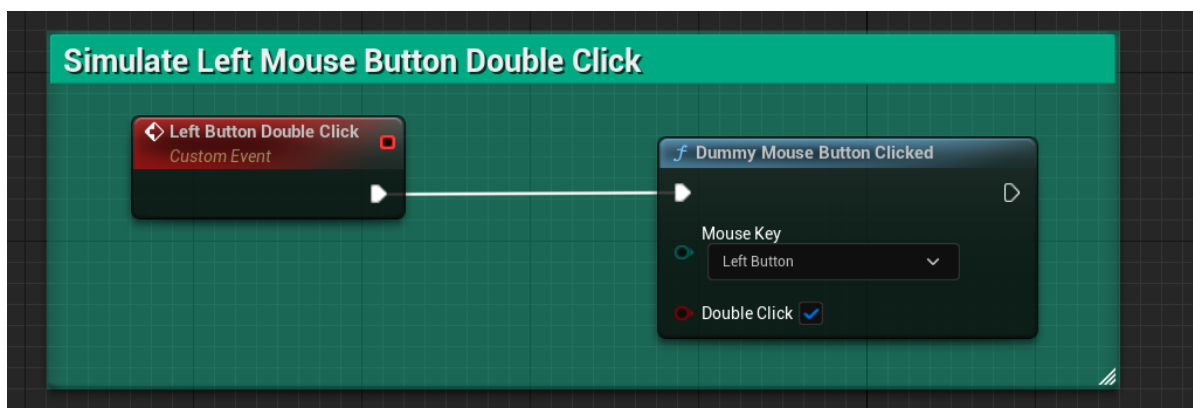 Simulate Left Mouse Button Double Click
Left Button Double Click
Custom Event
f Dummy Mouse Button Clicked
Mouse Key
Left Button
Double Click